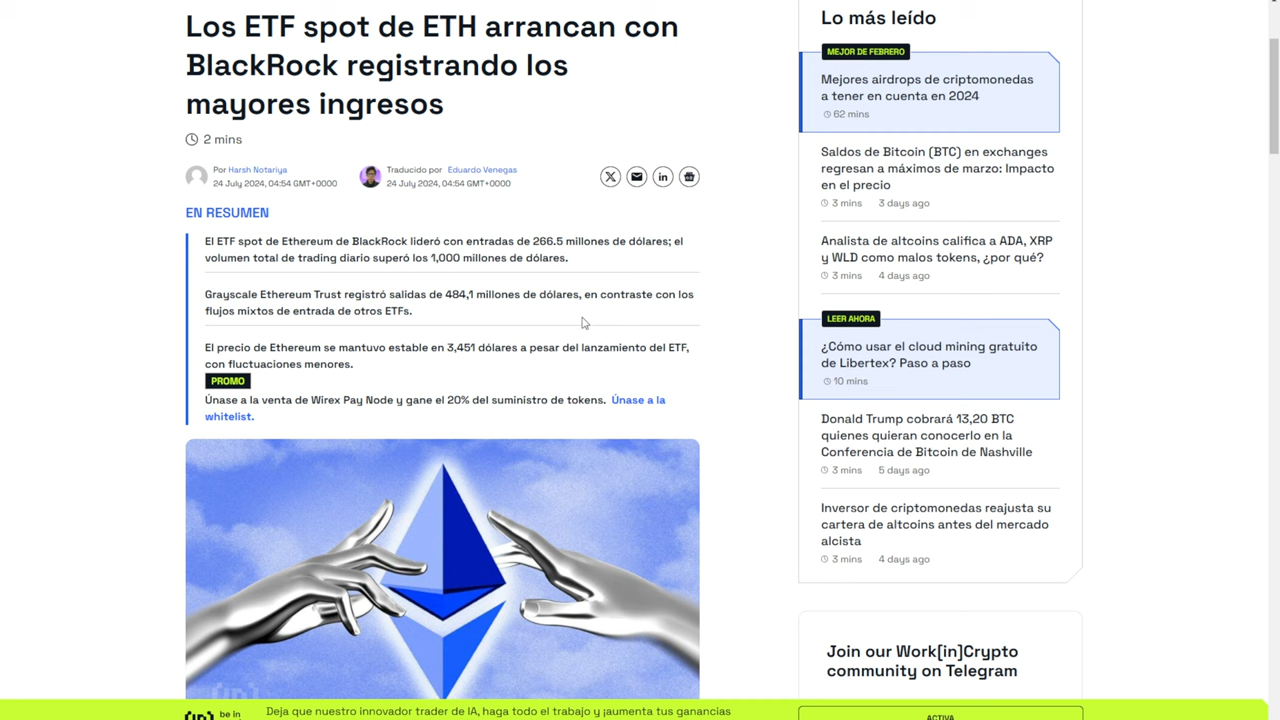 Los ETF spot de ETH arrancan con
BlackRock registrando los
mayores ingresos
2 mins
Por Harsh Notariya
24 July 2024, 04:54 GMT+0000
Traducido por Eduardo Venegas
24 July 2024, 04:54 GMT+0000
EN RESUMEN
El ETF spot de Ethereum de BlackRock lideró con entradas de 266.5 millones de dólares; el
volumen total de trading diario superó los 1,000 millones de dólares.
Grayscale Ethereum Trust registró salidas de 484,1 millones de dólares, en contraste con los
flujos mixtos de entrada de otros ETFs.
El precio de Ethereum se mantuvo estable en 3,451 dólares a pesar del lanzamiento del ETF,
con fluctuaciones menores.
PROMO
Únase a la venta de Wirex Pay Node y gane el 20% del suministro de tokens. Únase a la
whitelist.
Lo más leído
MEJOR DE FEBRERO
Mejores airdrops de criptomonedas
a tener en cuenta en 2024
62 mins
Saldos de Bitcoin (BTC) en exchanges
regresan a máximos de marzo: Impacto
en el precio
3 mins 3 days ago
Analista de altcoins califica a ADA, XRP
y WLD como malos tokens, ¿por qué?
3 mins 4 days ago
LEER AHORA
¿Cómo usar el cloud mining gratuito
de Libertex? Paso a paso
10 mins
Donald Trump cobrará 13,20 BTC
quienes quieran conocerlo en la
Conferencia de Bitcoin de Nashville
3 mins 5 days ago
Inversor de criptomonedas reajusta su
cartera de altcoins antes del mercado
alcista
3 mins 4 days ago
Join our Work[in]Crypto
community on Telegram
be in
Deja que nuestro innovador trader de IA, haga todo el trabajo y ¡aumenta tus ganancias
ACTIVA